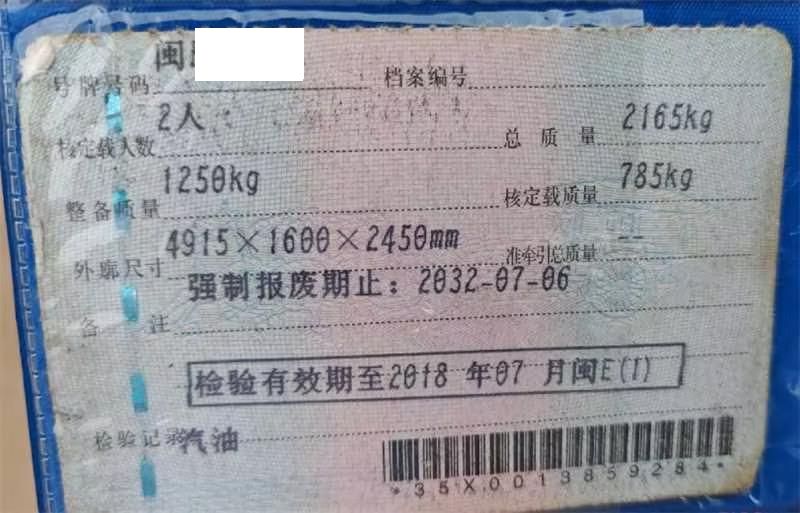 号牌号码 闽 档案编号
核定载人数 2人 总质量 2165kg
整备质量 1250kg 核定载质量 785kg
外廓尺寸 4915×1600×2450mm 准牵引总质量 --
强制报废期止：2032-07-06
备注
检验有效期至2018 年07 月闽E(1)
检验记录 汽油
*35X0013859284*